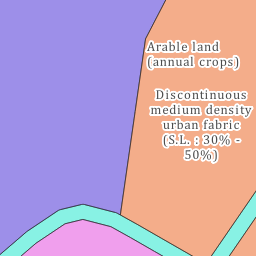 Arable land
(annual crops)
Discontinuous
medium density
urban fabric
(S.L. : 30% -
50%)